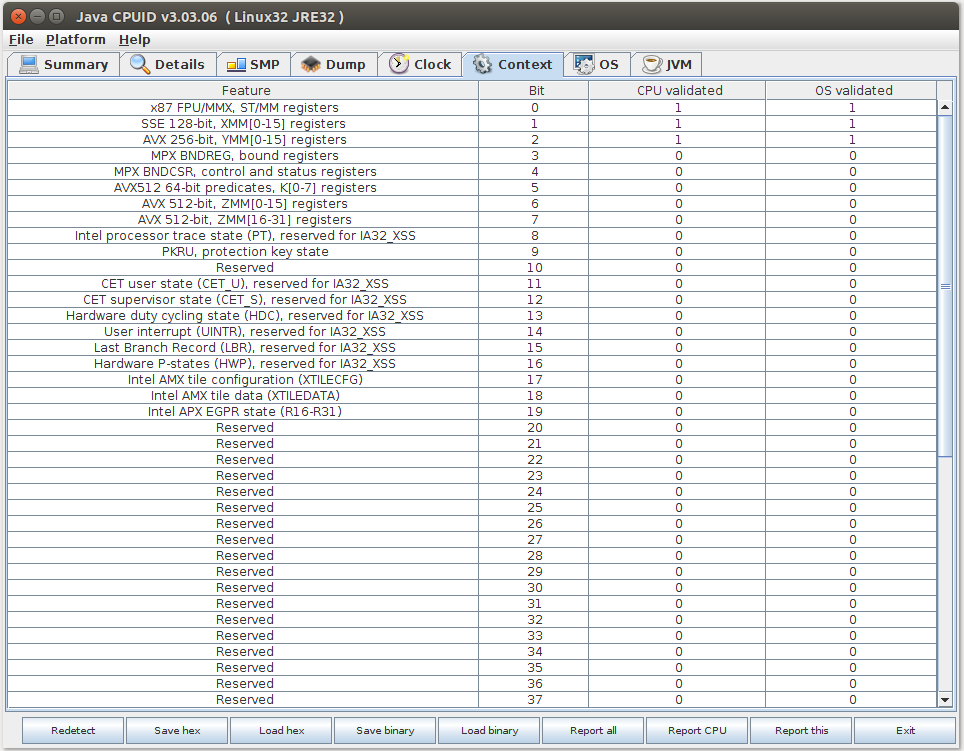 Java CPUID v3.03.06 ( Linux32 JRE32 )
File Platform Help
Summary Details SMP Dump Clock Context OS JVM
Feature Bit CPU validated OS validated
x87 FPU/MMX, ST/MM registers 0 1 1
SSE 128-bit, XMM[0-15] registers 1 1 1
AVX 256-bit, YMM[0-15] registers 2 1 1
MPX BNDREG, bound registers 3 0 0
MPX BNDCSR, control and status registers 4 0 0
AVX512 64-bit predicates, K[0-7] registers 5 0 0
AVX 512-bit, ZMM[0-15] registers 6 0 0
AVX 512-bit, ZMM[16-31] registers 7 0 0
Intel processor trace state (PT), reserved for IA32_XSS 8 0 0
PKRU, protection key state 9 0 0
Reserved 10 0 0
CET user state (CET_U), reserved for IA32_XSS 11 0 0
CET supervisor state (CET_S), reserved for IA32_XSS 12 0 0
Hardware duty cycling state (HDC), reserved for IA32_XSS 13 0 0
User interrupt (UINTR), reserved for IA32_XSS 14 0 0
Last Branch Record (LBR), reserved for IA32_XSS 15 0 0
Hardware P-states (HWP), reserved for IA32_XSS 16 0 0
Intel AMX tile configuration (XTILECFG) 17 0 0
Intel AMX tile data (XTILEDATA) 18 0 0
Intel APX EGPR state (R16-R31) 19 0 0
Reserved 20 0 0
Reserved 21 0 0
Reserved 22 0 0
Reserved 23 0 0
Reserved 24 0 0
Reserved 25 0 0
Reserved 26 0 0
Reserved 27 0 0
Reserved 28 0 0
Reserved 29 0 0
Reserved 30 0 0
Reserved 31 0 0
Reserved 32 0 0
Reserved 33 0 0
Reserved 34 0 0
Reserved 35 0 0
Reserved 36 0 0
Reserved 37 0 0
Redetect Save hex Load hex Save binary Load binary Report all Report CPU Report this Exit